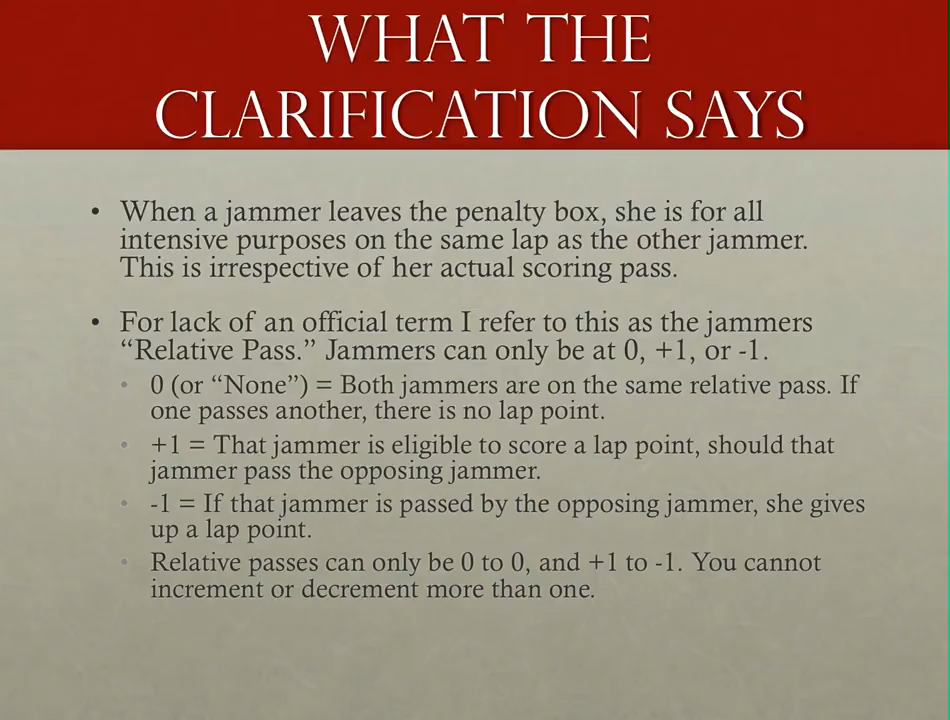 WHAT THE
CLARIFICATION SAYS
• When a jammer leaves the penalty box, she is for all
intensive purposes on the same lap as the other jammer.
This is irrespective of her actual scoring pass.
• For lack of an official term I refer to this as the jammers
“Relative Pass.” Jammers can only be at 0, +1, or -1.
• 0 (or “None”) = Both jammers are on the same relative pass. If
one passes another, there is no lap point.
• +1 = That jammer is eligible to score a lap point, should that
jammer pass the opposing jammer.
• -1 = If that jammer is passed by the opposing jammer, she gives
up a lap point.
• Relative passes can only be 0 to 0, and +1 to -1. You cannot
increment or decrement more than one.